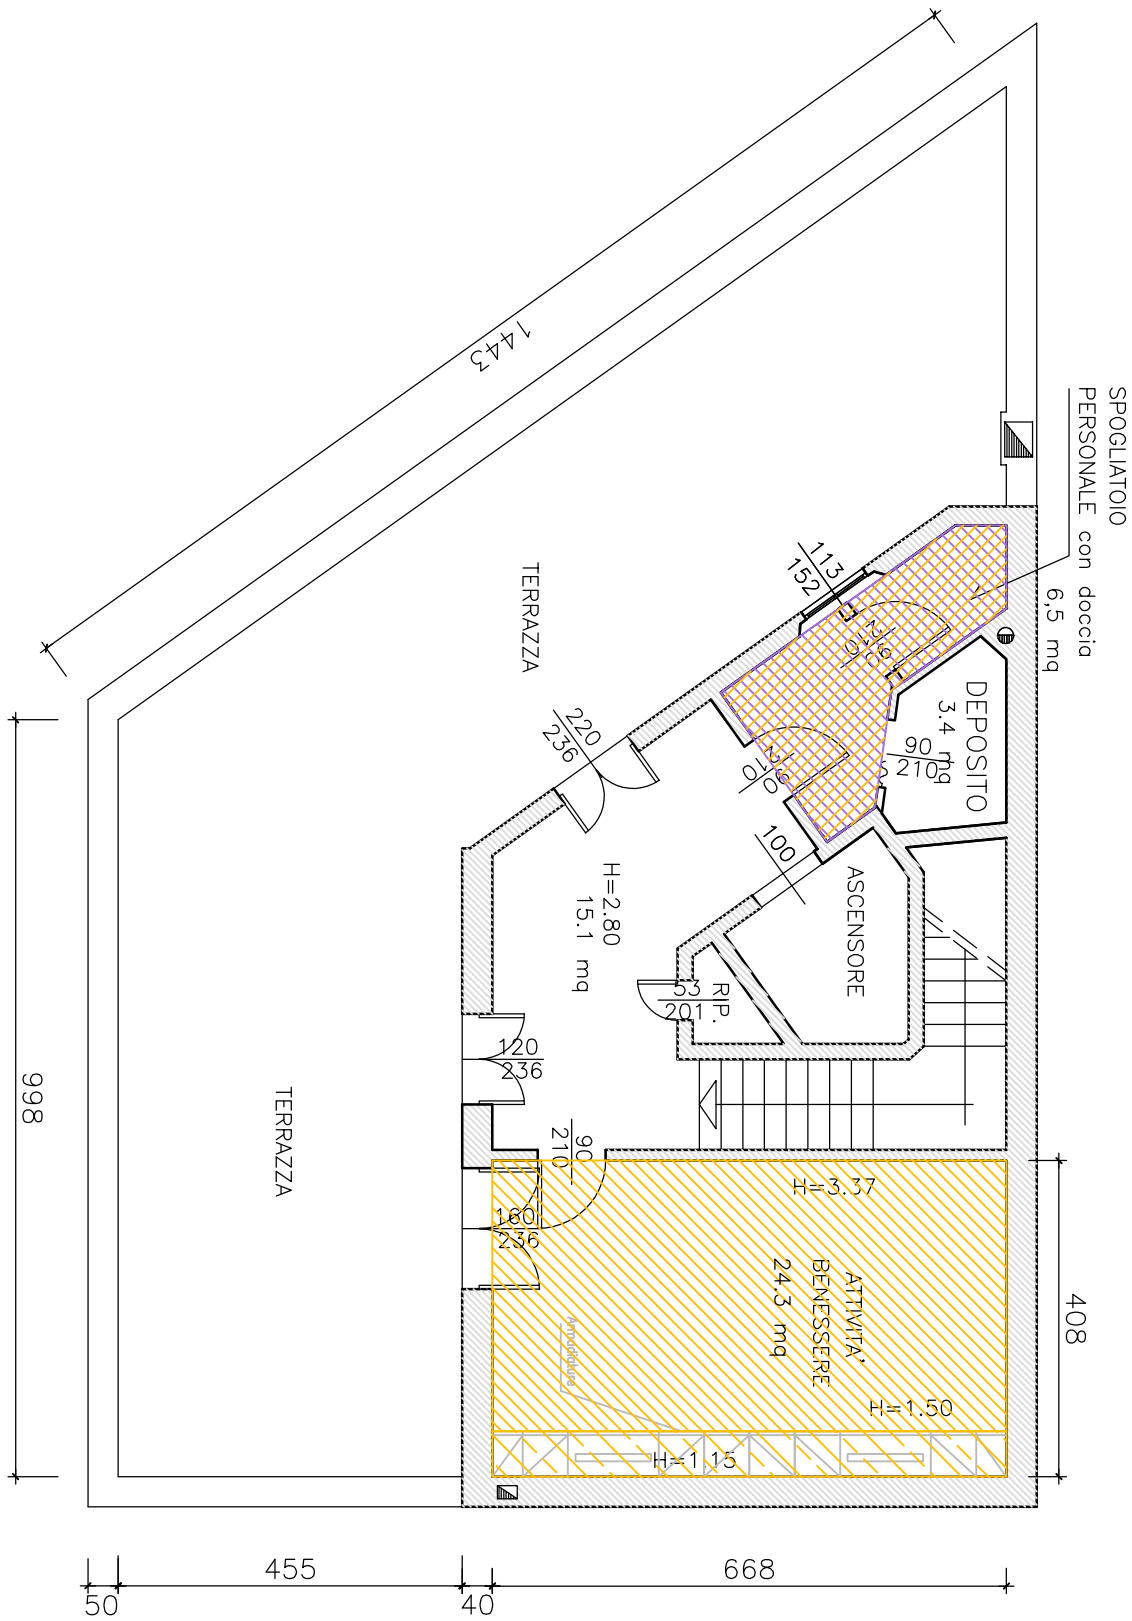 SPOGLIATOIO
PERSONALE con doccia
6,5 mq
1443
TERRAZZA
113
152
DEPOSITO
3.4 mq
90
210
220
236
100
ASCENSORE
H=2.80
15.1 mq
RIP.
53
201
120
236
90
210
160
236
TERRAZZA
998
H=3.37
ATTIVITA'
BENESSERE
24.3 mq
Armadiature
H=1.50
H=1.15
408
50
455
40
668